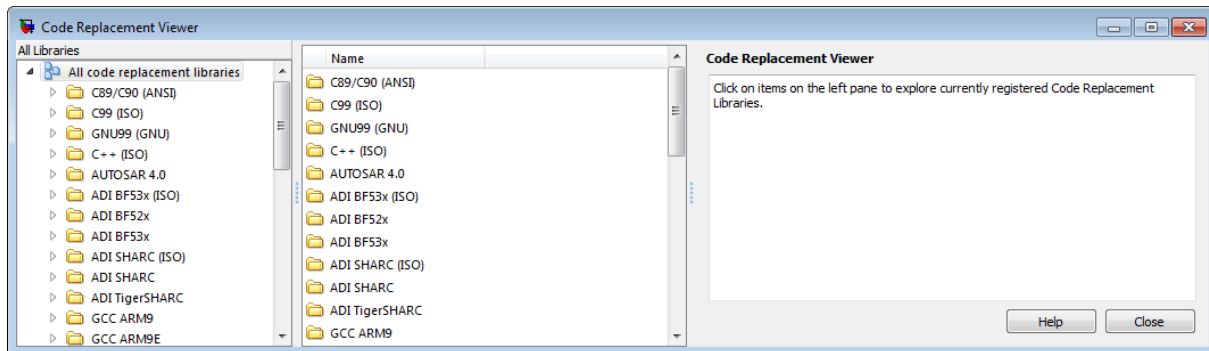 Code Replacement Viewer
All Libraries
All code replacement libraries
C89/C90 (ANSI)
C99 (ISO)
GNU99 (GNU)
C++ (ISO)
AUTOSAR 4.0
ADI BF53x (ISO)
ADI BF52x
ADI BF53x
ADI SHARC (ISO)
ADI SHARC
ADI TigerSHARC
GCC ARM9
GCC ARM9E
Name
C89/C90 (ANSI)
C99 (ISO)
GNU99 (GNU)
C++ (ISO)
AUTOSAR 4.0
ADI BF53x (ISO)
ADI BF52x
ADI BF53x
ADI SHARC (ISO)
ADI SHARC
ADI TigerSHARC
GCC ARM9
Code Replacement Viewer
Click on items on the left pane to explore currently registered Code Replacement
Libraries.
Help
Close